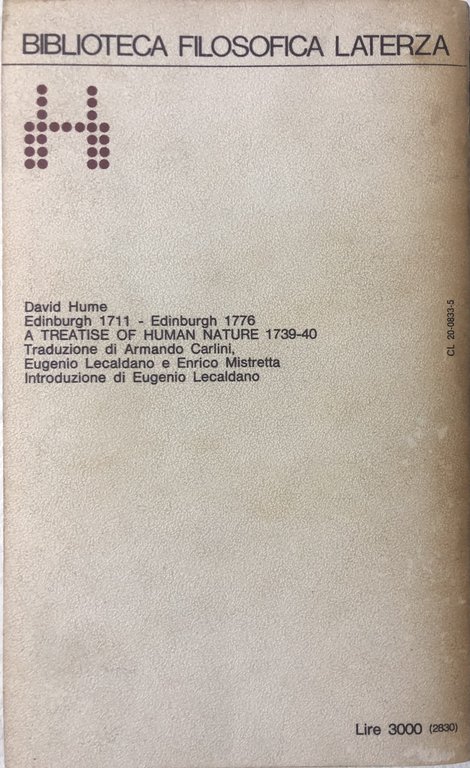 BIBLIOTECA FILOSOFICA LATERZA
David Hume
Edinburgh 1711 - Edinburgh 1776
A TREATISE OF HUMAN NATURE 1739-40
Traduzione di Armando Carlini,
Eugenio Lecaldano e Enrico Mistretta
Introduzione di Eugenio Lecaldano
CL 20-0833-5
Lire 3000 (2830)